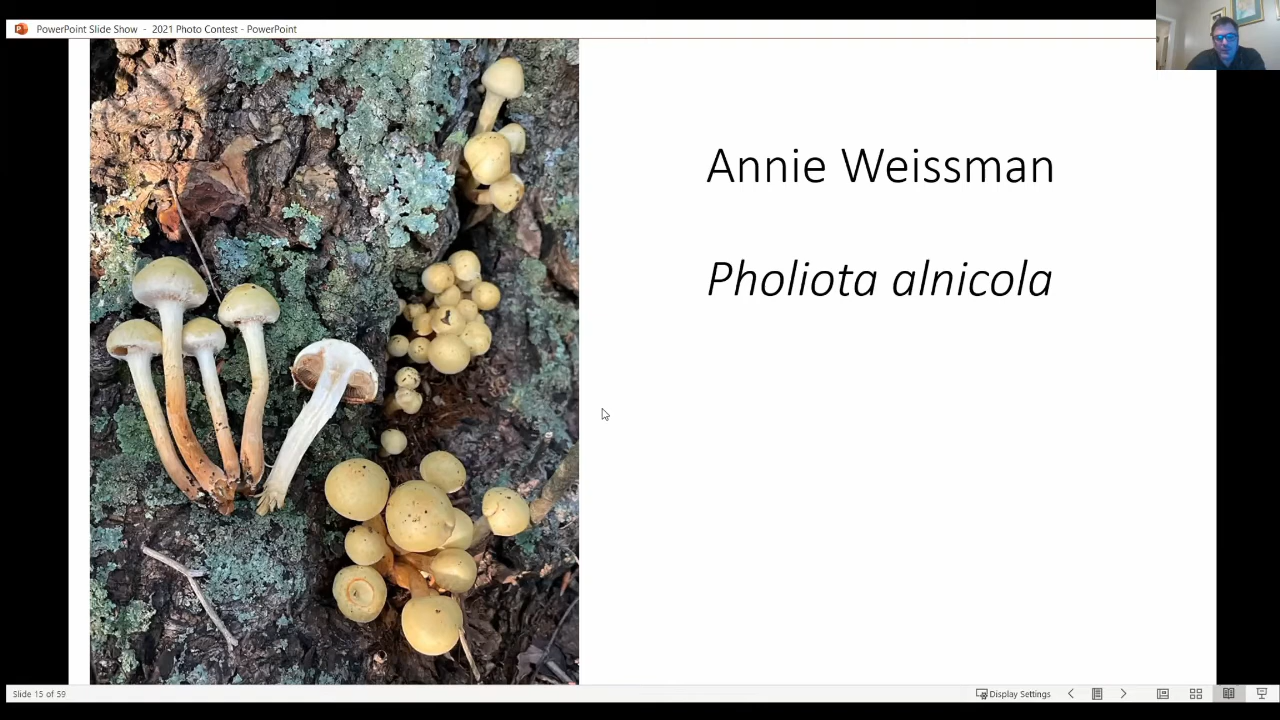 PowerPoint Slide Show - 2021 Photo Contest - PowerPoint
Annie Weissman
Pholiota alnicola
Slide 15 of 59
Display Settings